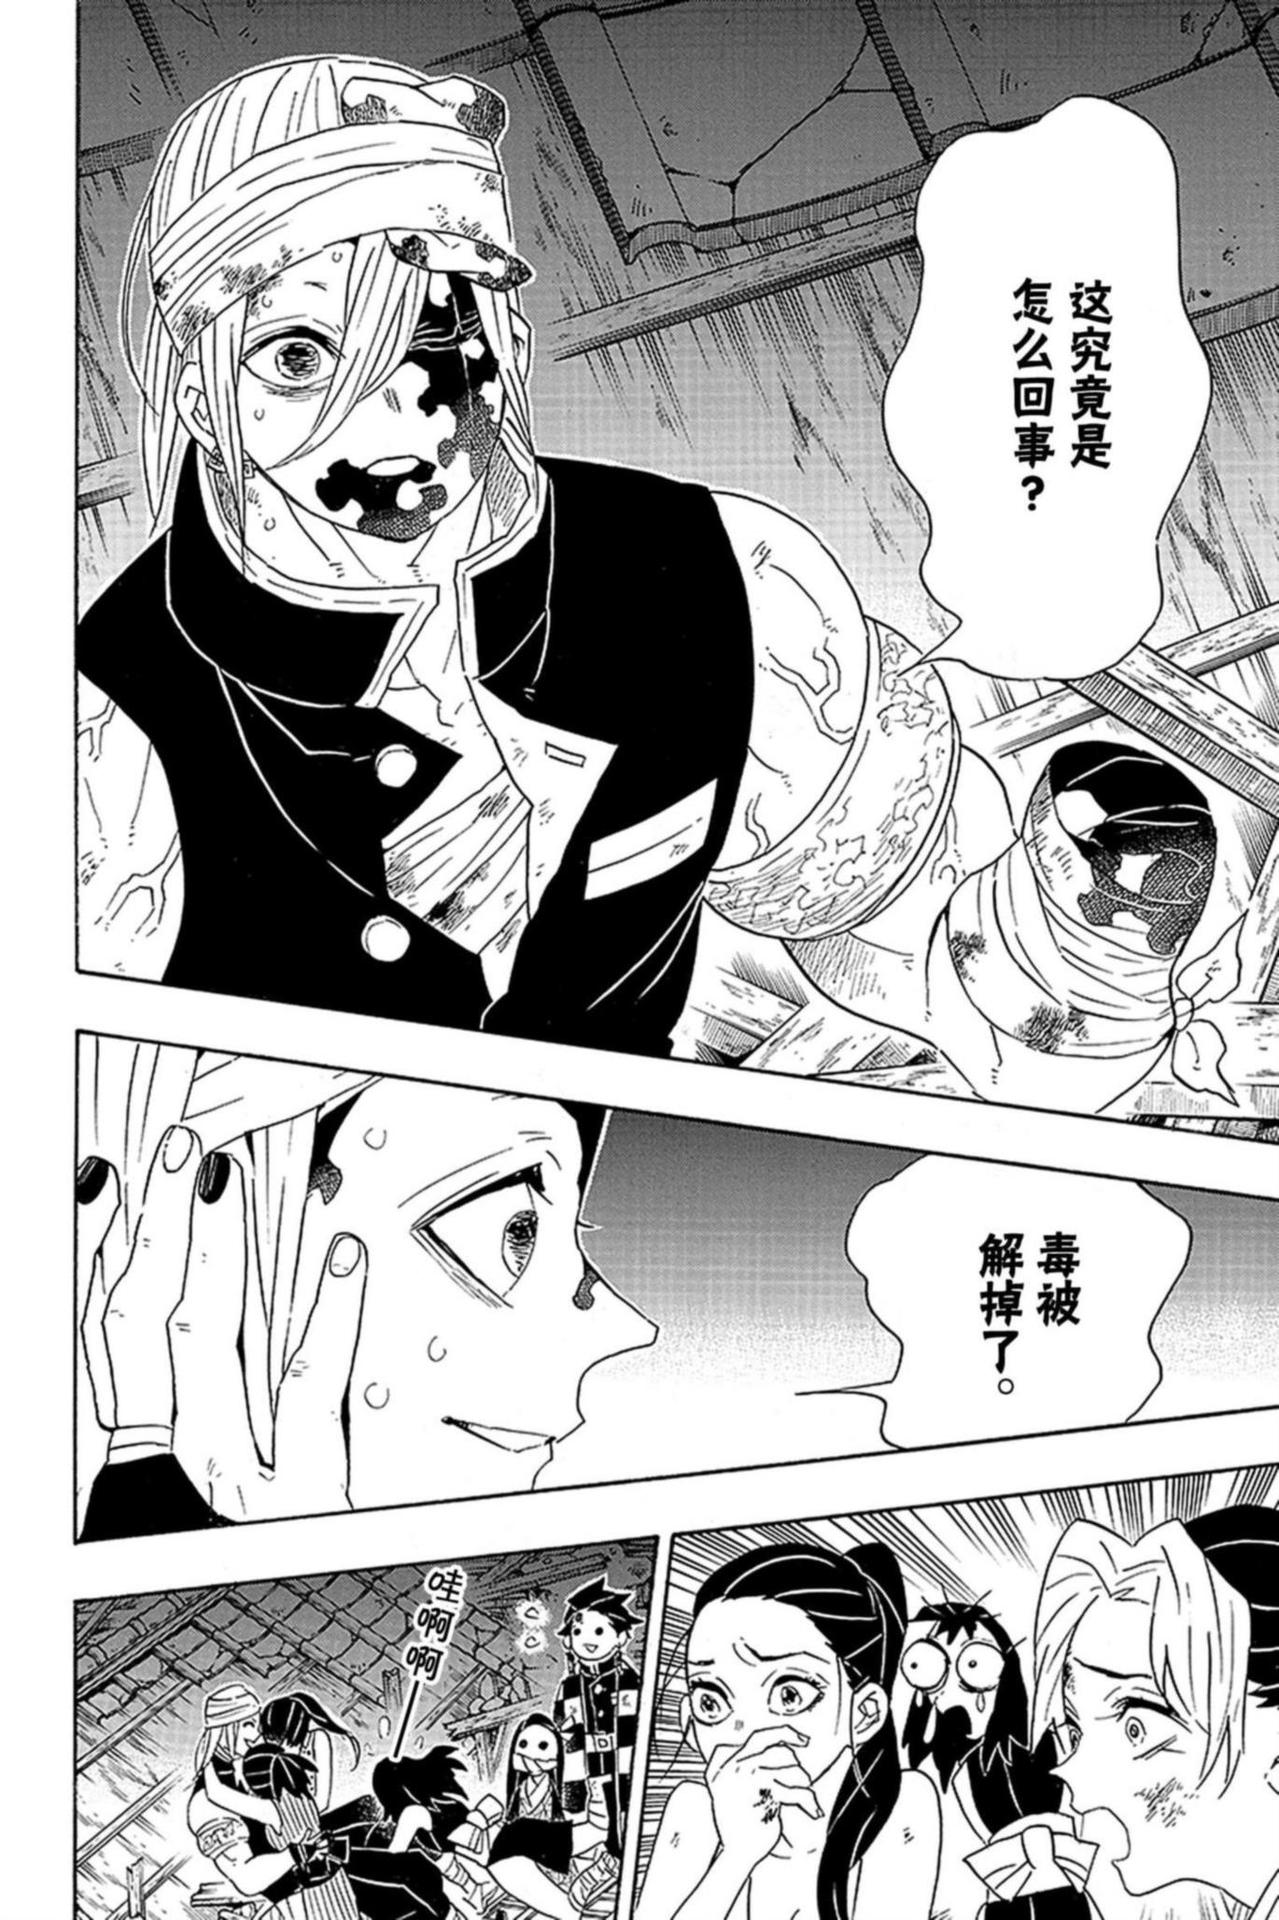 这究竟是
怎么回事？
毒被
解掉了。
哇啊啊